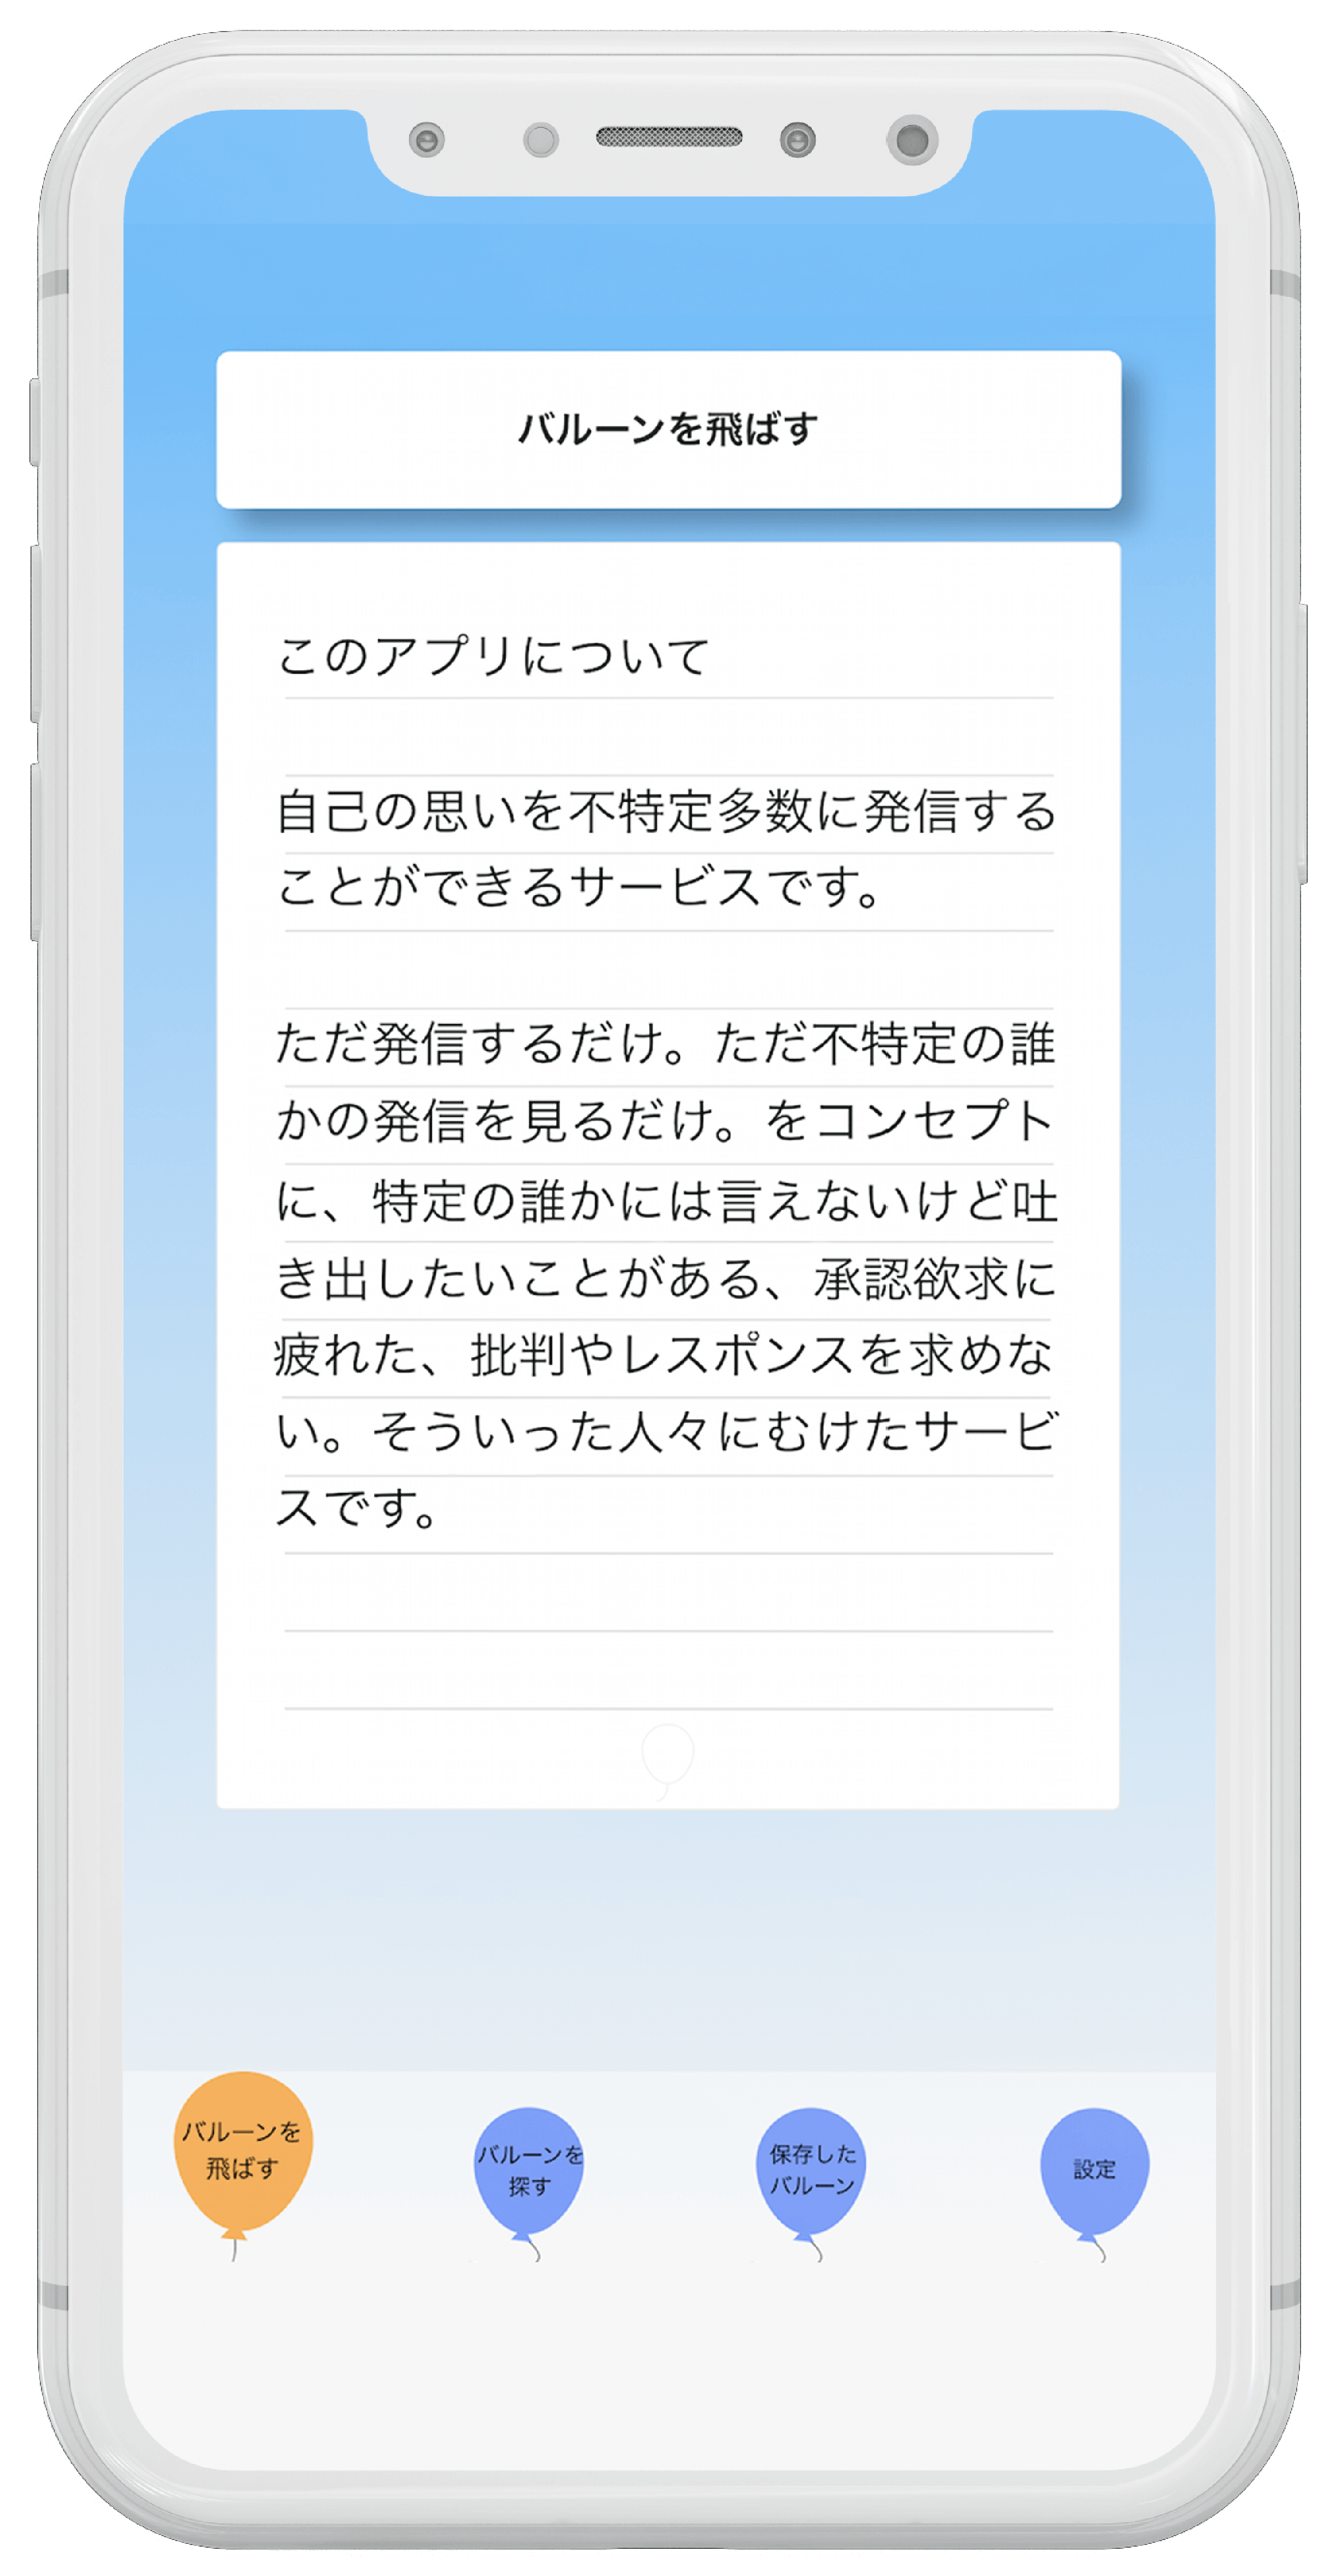 バルーンを飛ばす
このアプリについて
自己の思いを不特定多数に発信する
ことができるサービスです。
ただ発信するだけ。ただ不特定の誰
かの発信を見るだけ。をコンセプト
に、特定の誰かには言えないけど吐
き出したいことがある、承認欲求に
疲れた、批判やレスポンスを求めな
い。そういった人々にむけたサービ
スです。
バルーンを
飛ばす
バルーンを
探す
保存した
バルーン
設定